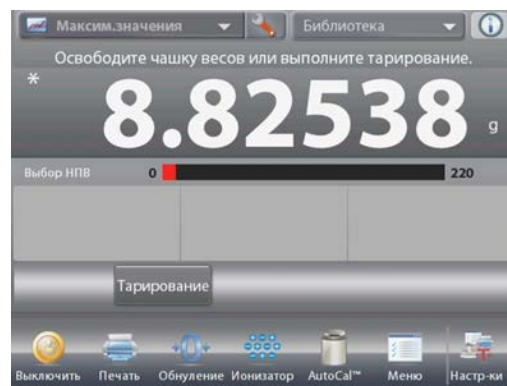 Максим.значения Библиотека
Освободите чашку весов или выполните тарирование.
* 8.82538 g
Выбор НПВ 0 220
Тарирование
Выключить Печать Обнуление Ионизатор AutoCal™ Меню Настр-ки